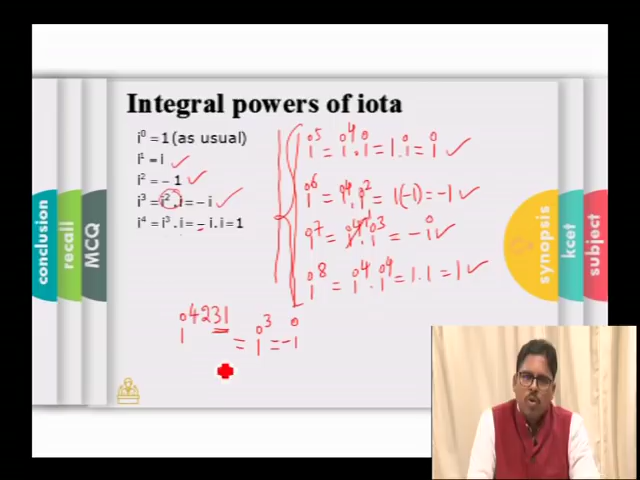 Integral powers of iota
i⁰ = 1(as usual)
i¹ = i
i² = - 1
i³ = i² .i= -i
i⁴ = i³ .i= -i.i=1
i⁵ = i⁴.i = 1.i = i
i⁶ = i⁴.i² = 1(-1) = -1
i⁷ = i⁴.i³ = -i
i⁸ = i⁴.i⁴ = 1.1 = 1
i⁴²³¹ = i³ = -i
conclusion
recall
MCQ
synopsis
kcet
subject